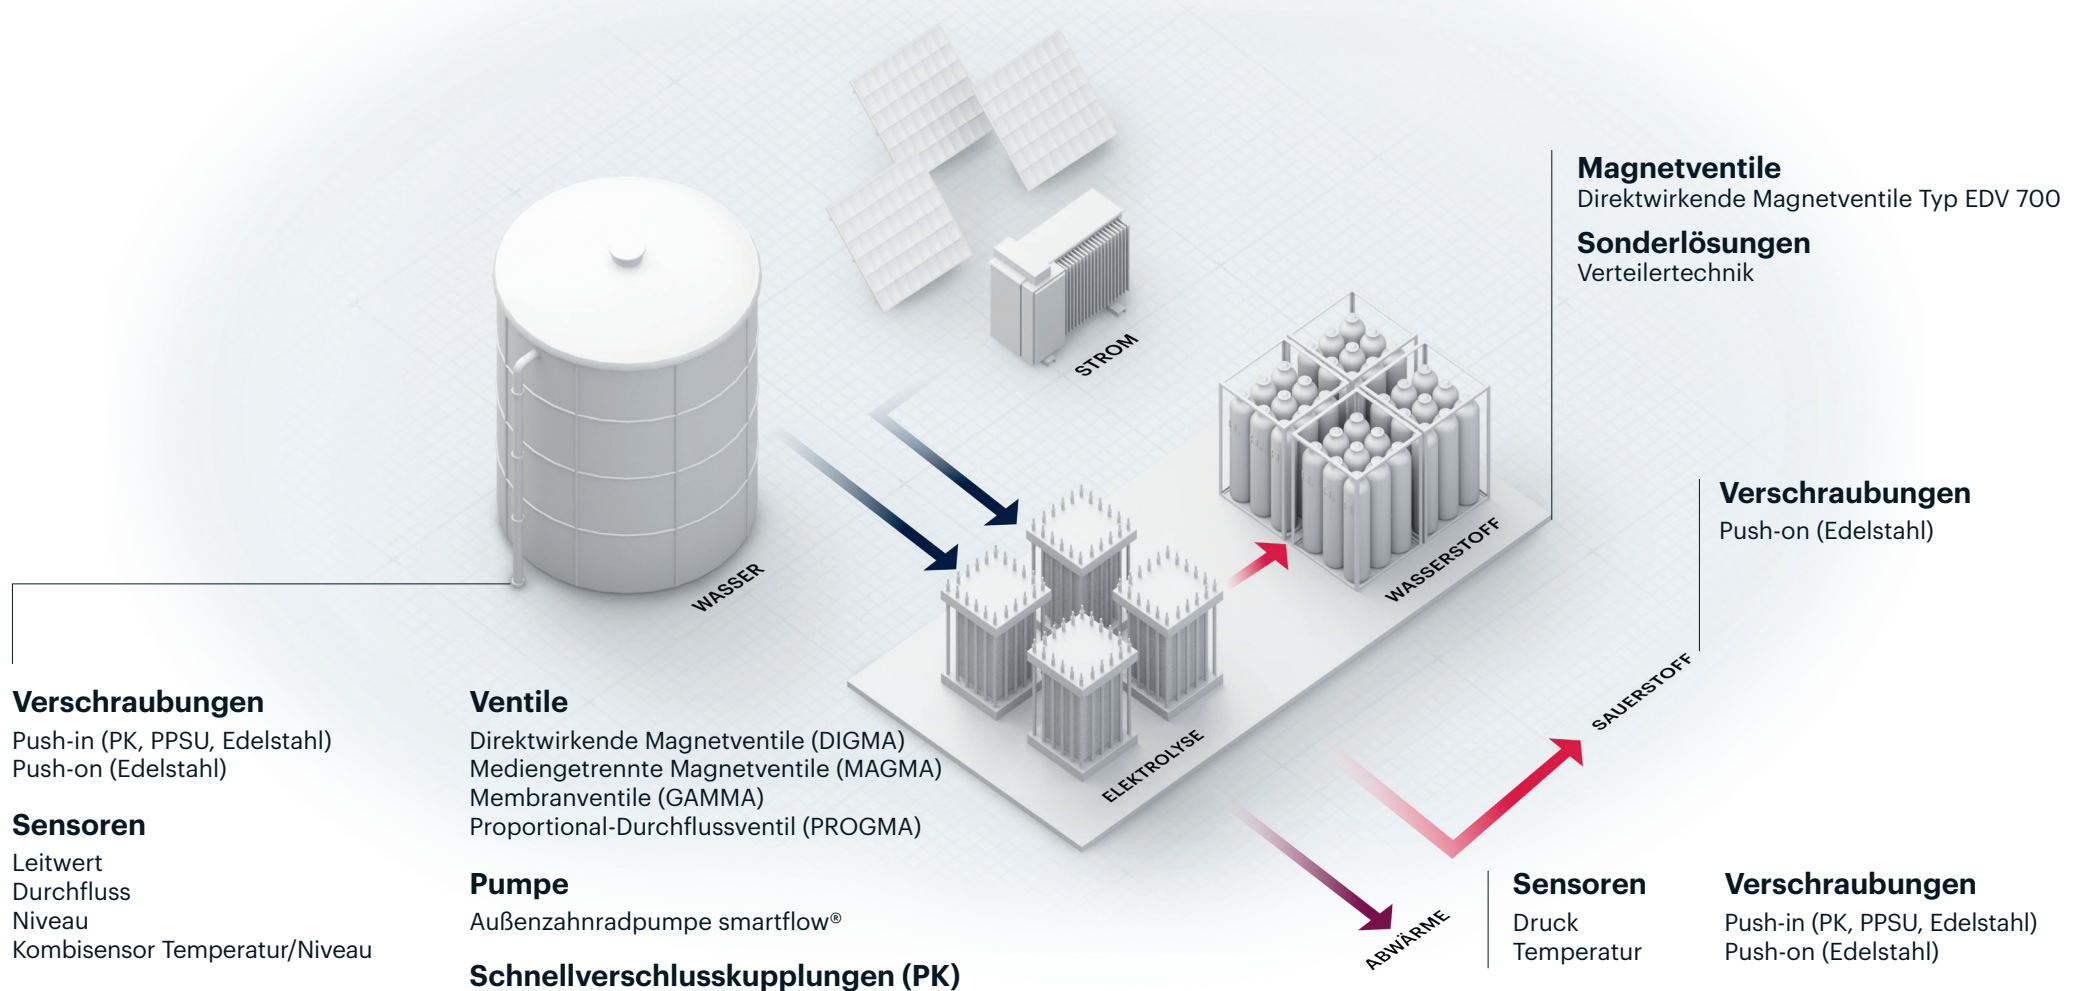 STROM
Magnetventile
Direktwirkende Magnetventile Typ EDV 700
Sonderlösungen
Verteilertechnik
WASSER
WASSERSTOFF
Verschraubungen
Push-on (Edelstahl)
SAUERSTOFF
ELEKTROLYSE
Verschraubungen
Push-in (PK, PPSU, Edelstahl)
Push-on (Edelstahl)
Sensoren
Leitwert
Durchfluss
Niveau
Kombisensor Temperatur/Niveau
Ventile
Direktwirkende Magnetventile (DIGMA)
Mediengetrennte Magnetventile (MAGMA)
Membranventile (GAMMA)
Proportional-Durchflussventil (PROGMA)
Pumpe
Außenzahnradpumpe smartflow®
Schnellverschlusskupplungen (PK)
ABWÄRME
Sensoren
Druck
Temperatur
Verschraubungen
Push-in (PK, PPSU, Edelstahl)
Push-on (Edelstahl)